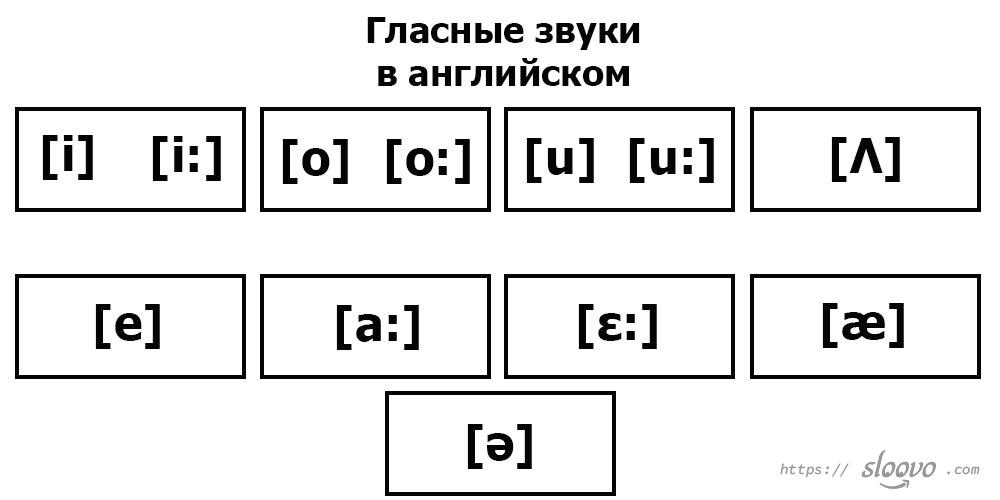 Гласные звуки
в английском
[i] [i:] [o] [o:] [u] [u:] [Λ]
[e] [a:] [ɛ:] [æ]
[ə]
https:// sloovo .com